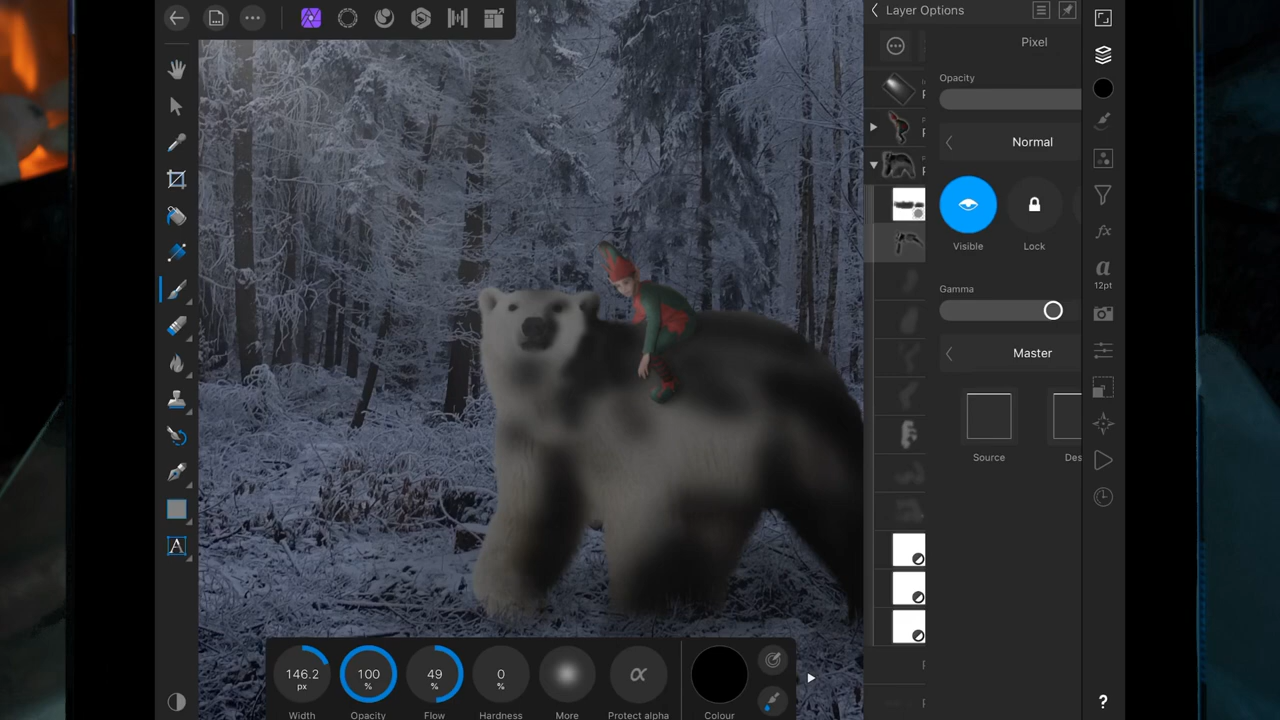 Layer Options
Pixel
Opacity
Normal
Visible
Lock
Gamma
Master
Source
Des
a
12pt
A
146.2
px
100
%
49
%
0
%
α
Width
Opacity
Flow
Hardness
More
Protect alpha
Colour
?